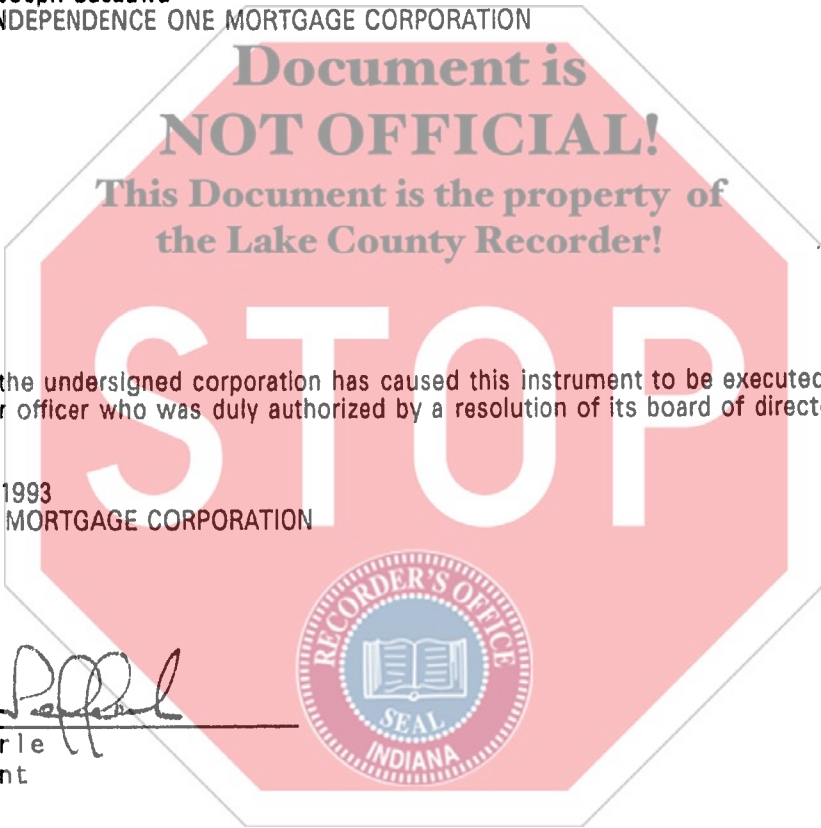 NDEPENDENCE ONE MORTGAGE CORPORATION
Document is
NOT OFFICIAL!
This Document is the property of
the Lake County Recorder!
STOP
the undersigned corporation has caused this instrument to be executed
r officer who was duly authorized by a resolution of its board of direct
1993
MORTGAGE CORPORATION
RECORDER'S OFFICE
SEAL
INDIANA
rle
nt